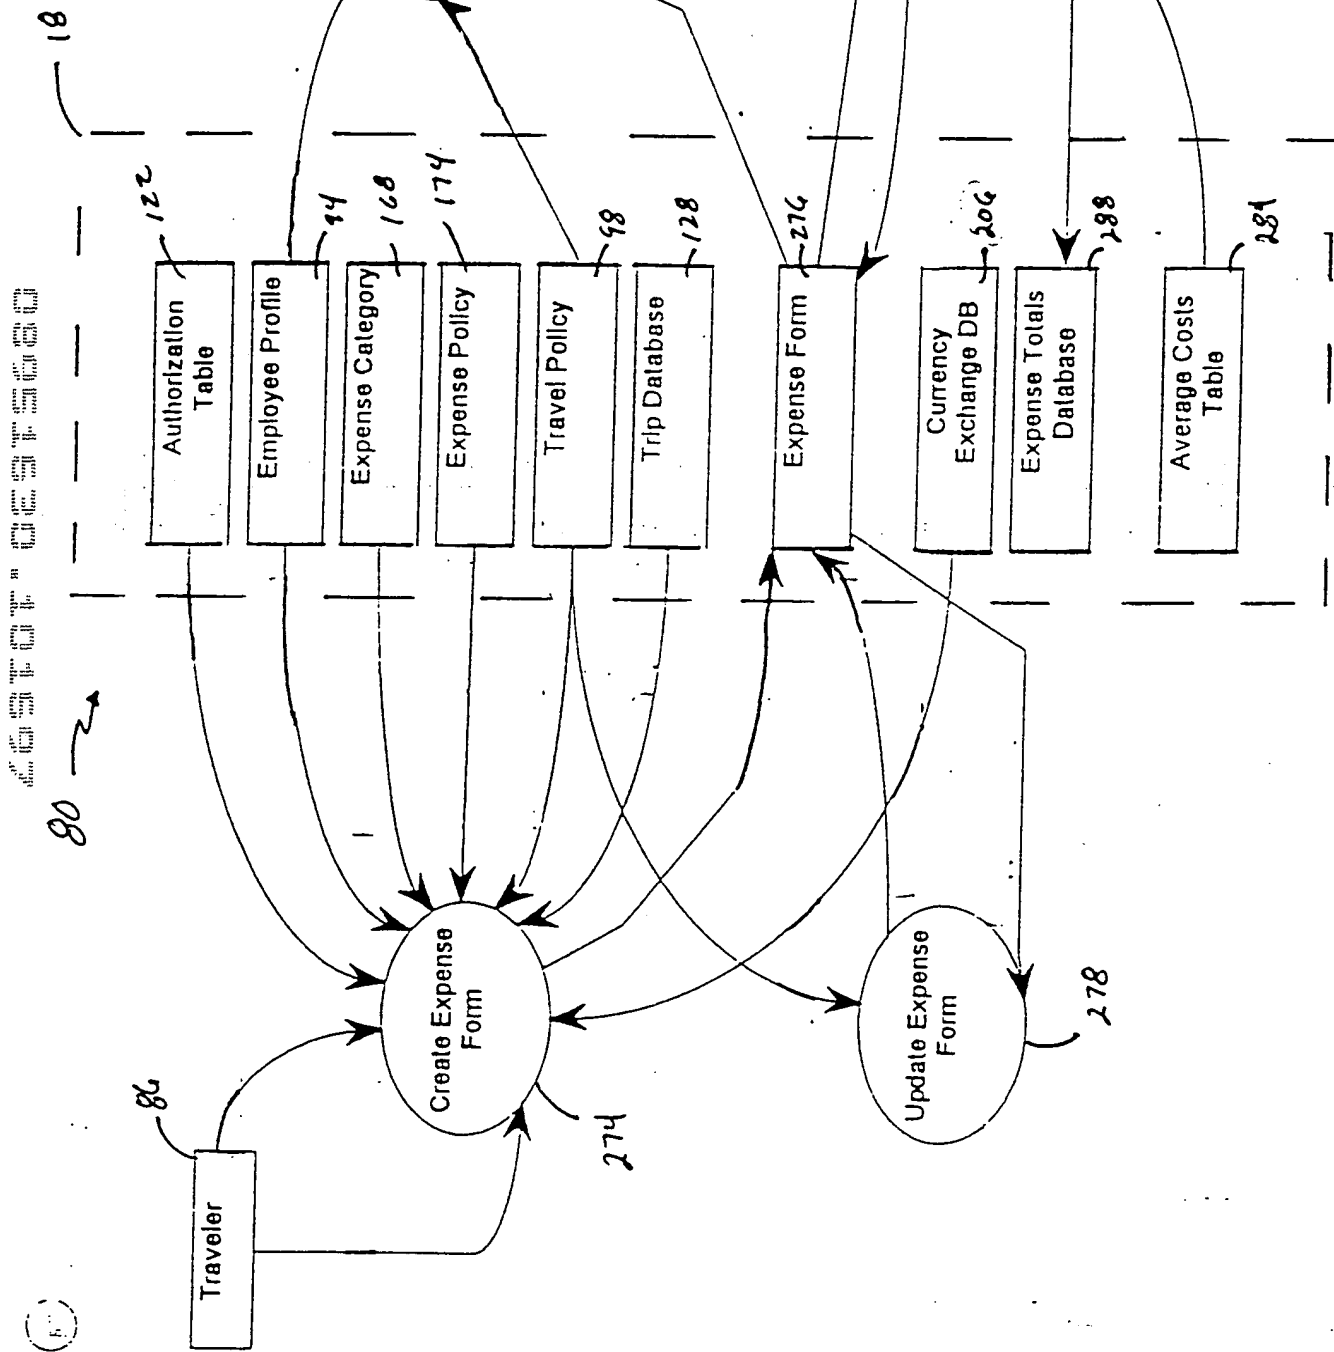 18
80
122
Authorization
Table
94
Employee Profile
168
Expense Category
174
Expense Policy
98
Travel Policy
128
Trip Database
276
Expense Form
206
Currency
Exchange DB
288
Expense Totals
Database
284
Average Costs
Table
86
Traveler
Create Expense
Form
274
Update Expense
Form
278